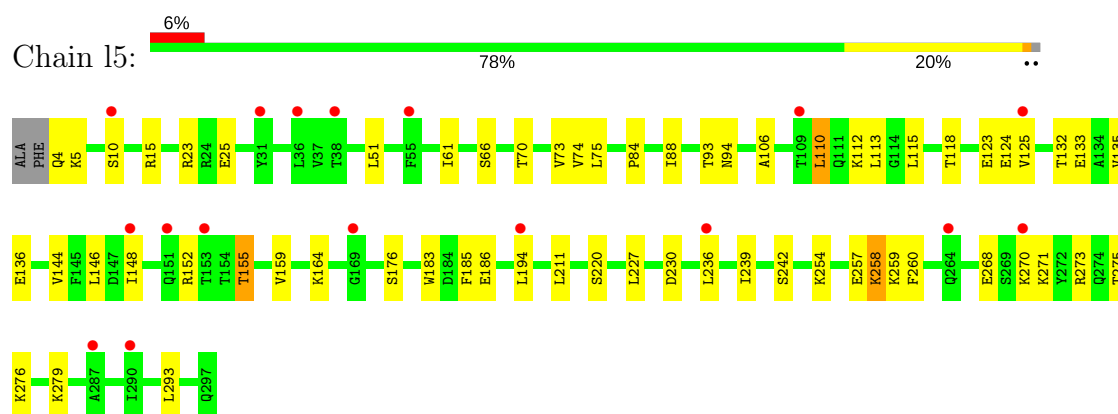 6%
Chain l5:
78% 20% ••
ALA PHE Q4 K5 S10 R15 R23 R24 E25 Y31 L36 V37 T38 L51 F55 I61 S66 T70 V73 V74 L75 P84 I88 T93 N94 A106 T109 L110 Q111 K112 L113 G114 L115 T118 E123 E124 V125 T132 E133 A134 V135
E136 V144 F145 L146 D147 I148 Q151 R152 T153 T154 T155 V159 K164 G169 S176 W183 D184 F185 E186 L194 L211 S220 L227 D230 L236 I239 S242 K254 E257 K258 K259 F260 Q264 E268 S269 K270 K271 Y272 R273 Q274 T275
K276 K279 A287 I290 L293 Q297